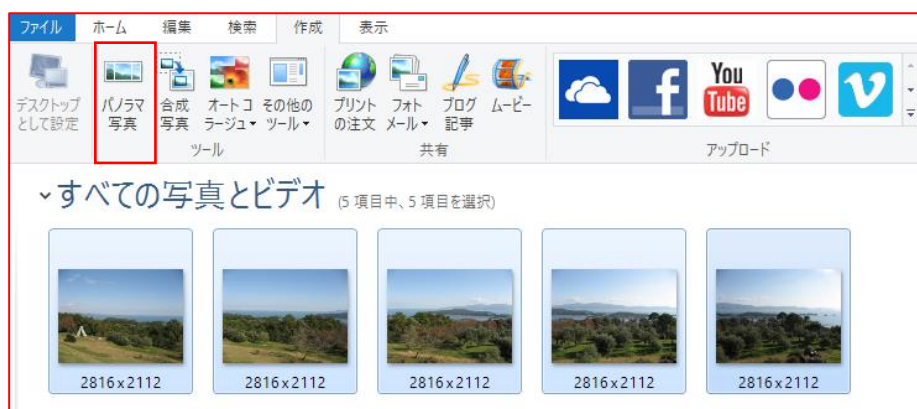 ファイル ホーム 編集 検索 作成 表示
デスクトップ
として設定
パノラマ
写真
合成
写真
オートコ
ラージュ
その他の
ツール
プリント
の注文
フォト
メール
ブログ
記事
ムービー
You
Tube
ツール 共有 アップロード
すべての写真とビデオ (5 項目中、5 項目を選択)
2816x2112 2816x2112 2816x2112 2816x2112 2816x2112